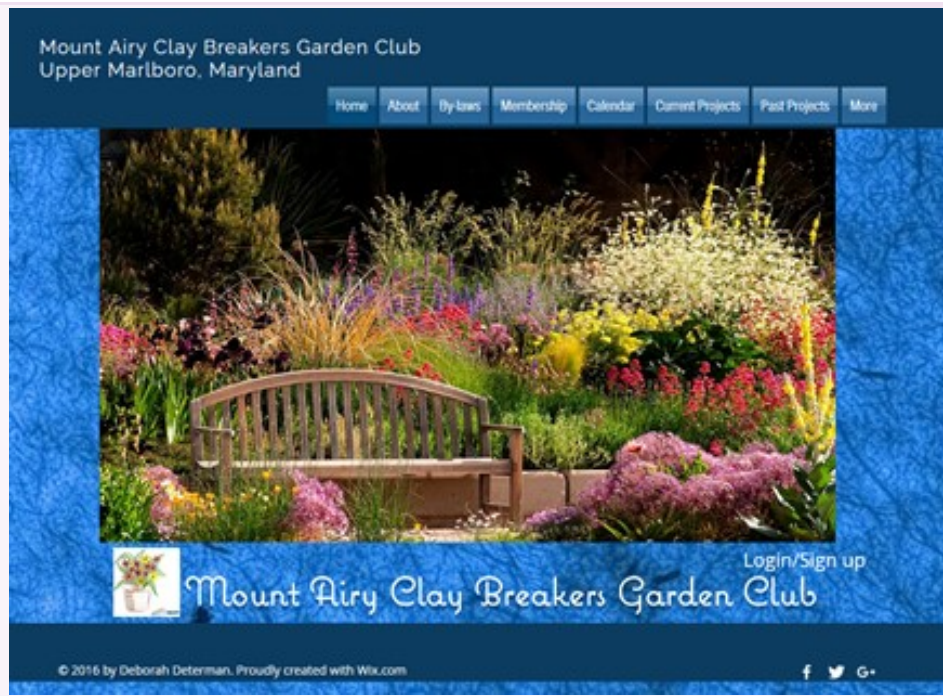 Mount Airy Clay Breakers Garden Club
Upper Marlboro, Maryland
Home About By-laws Membership Calendar Current Projects Past Projects More
Login/Sign up
Mount Airy Clay Breakers Garden Club
© 2016 by Deborah Determan. Proudly created with Wix.com
f G+